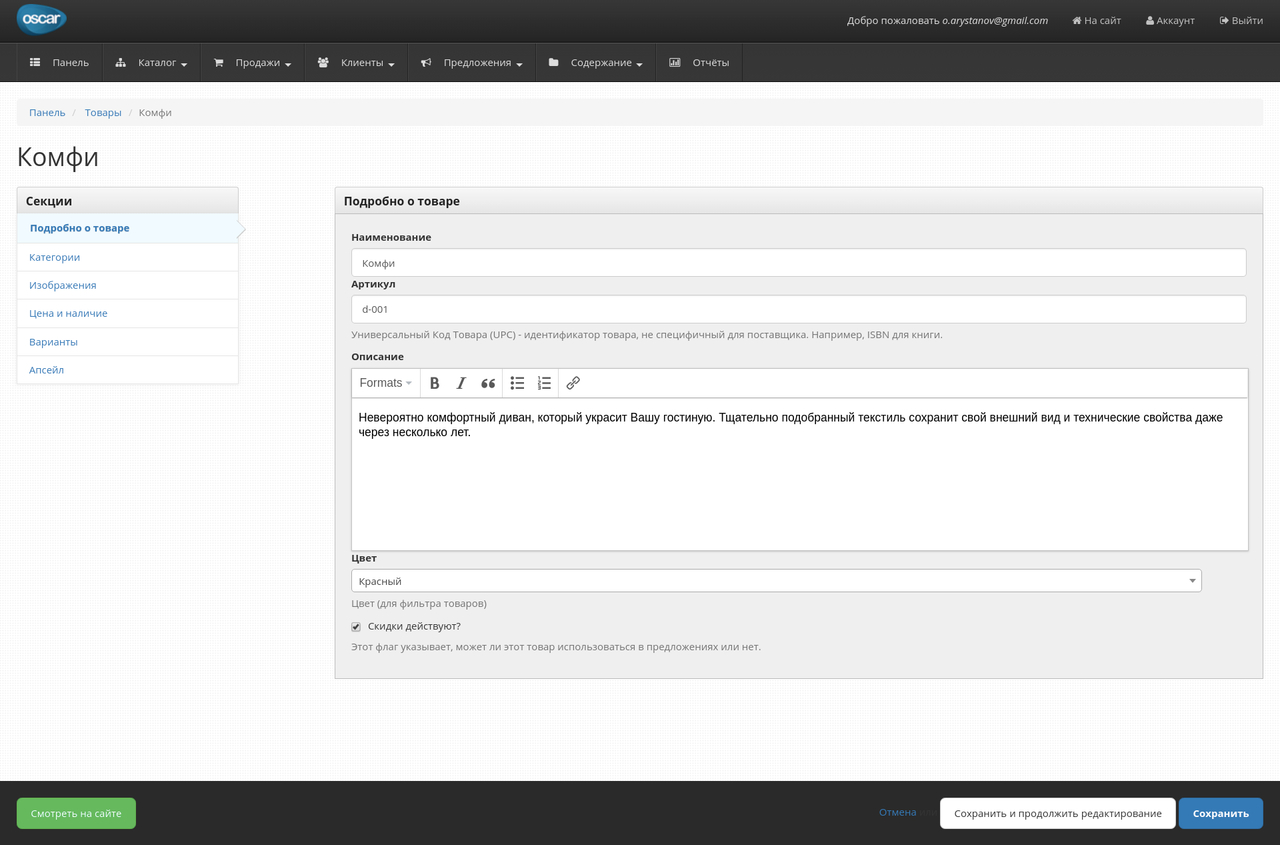 oscar
Добро пожаловать o.arystanov@gmail.com На сайт Аккаунт Выйти
Панель Каталог Продажи Клиенты Предложения Содержание Отчёты
Панель / Товары / Комфи
Комфи
Секции
Подробно о товаре
Категории
Изображения
Цена и наличие
Варианты
Апсейл
Подробно о товаре
Наименование
Комфи
Артикул
d-001
Универсальный Код Товара (UPC) - идентификатор товара, не специфичный для поставщика. Например, ISBN для книги.
Описание
Formats
Невероятно комфортный диван, который украсит Вашу гостиную. Тщательно подобранный текстиль сохранит свой внешний вид и технические свойства даже
через несколько лет.
Цвет
Красный
Цвет (для фильтра товаров)
Скидки действуют?
Этот флаг указывает, может ли этот товар использоваться в предложениях или нет.
Смотреть на сайте
Отмена или Сохранить и продолжить редактирование Сохранить